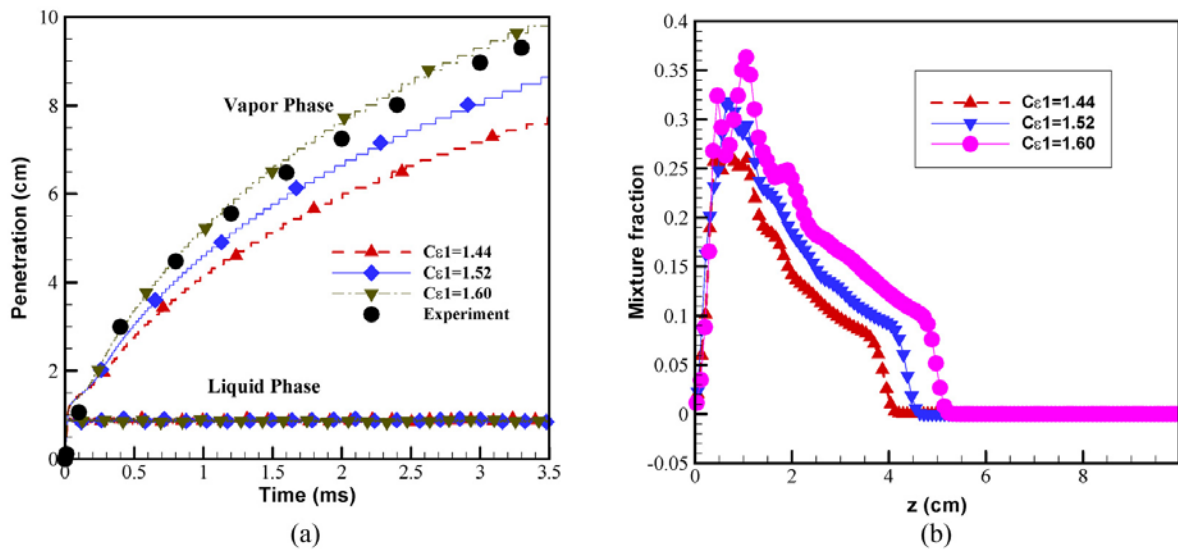 10
8
6
4
2
0
Penetration (cm)
Vapor Phase
Cε1=1.44
Cε1=1.52
Cε1=1.60
Experiment
Liquid Phase
0 0.5 1 1.5 2 2.5 3 3.5
Time (ms)
(a)
0.4
0.35
0.3
0.25
0.2
0.15
0.1
0.05
0
-0.05
Mixture fraction
Cε1=1.44
Cε1=1.52
Cε1=1.60
0 2 4 6 8
z (cm)
(b)